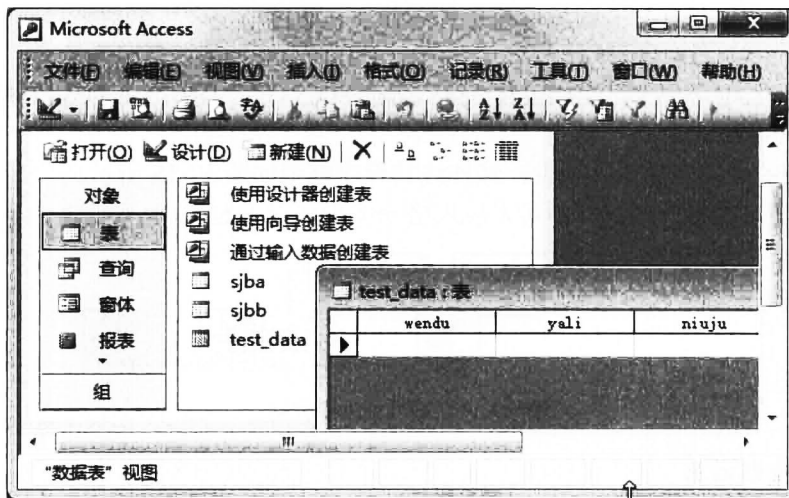 Microsoft Access
文件(F) 编辑(E) 视图(V) 插入(I) 格式(O) 记录(R) 工具(T) 窗口(W) 帮助(H)
打开(O) 设计(D) 新建(N)
对象
表
查询
窗体
报表
组
使用设计器创建表
使用向导创建表
通过输入数据创建表
sjba
sjbb
test_data
test_data : 表
wendu yali niuju
"数据表" 视图